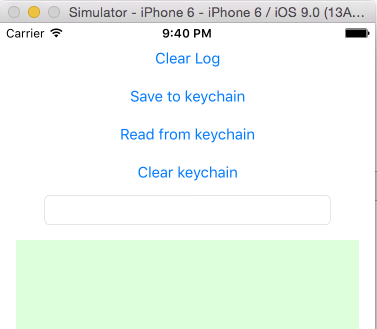 Simulator - iPhone 6 - iPhone 6 / iOS 9.0 (13A...
Carrier 9:40 PM
Clear Log
Save to keychain
Read from keychain
Clear keychain